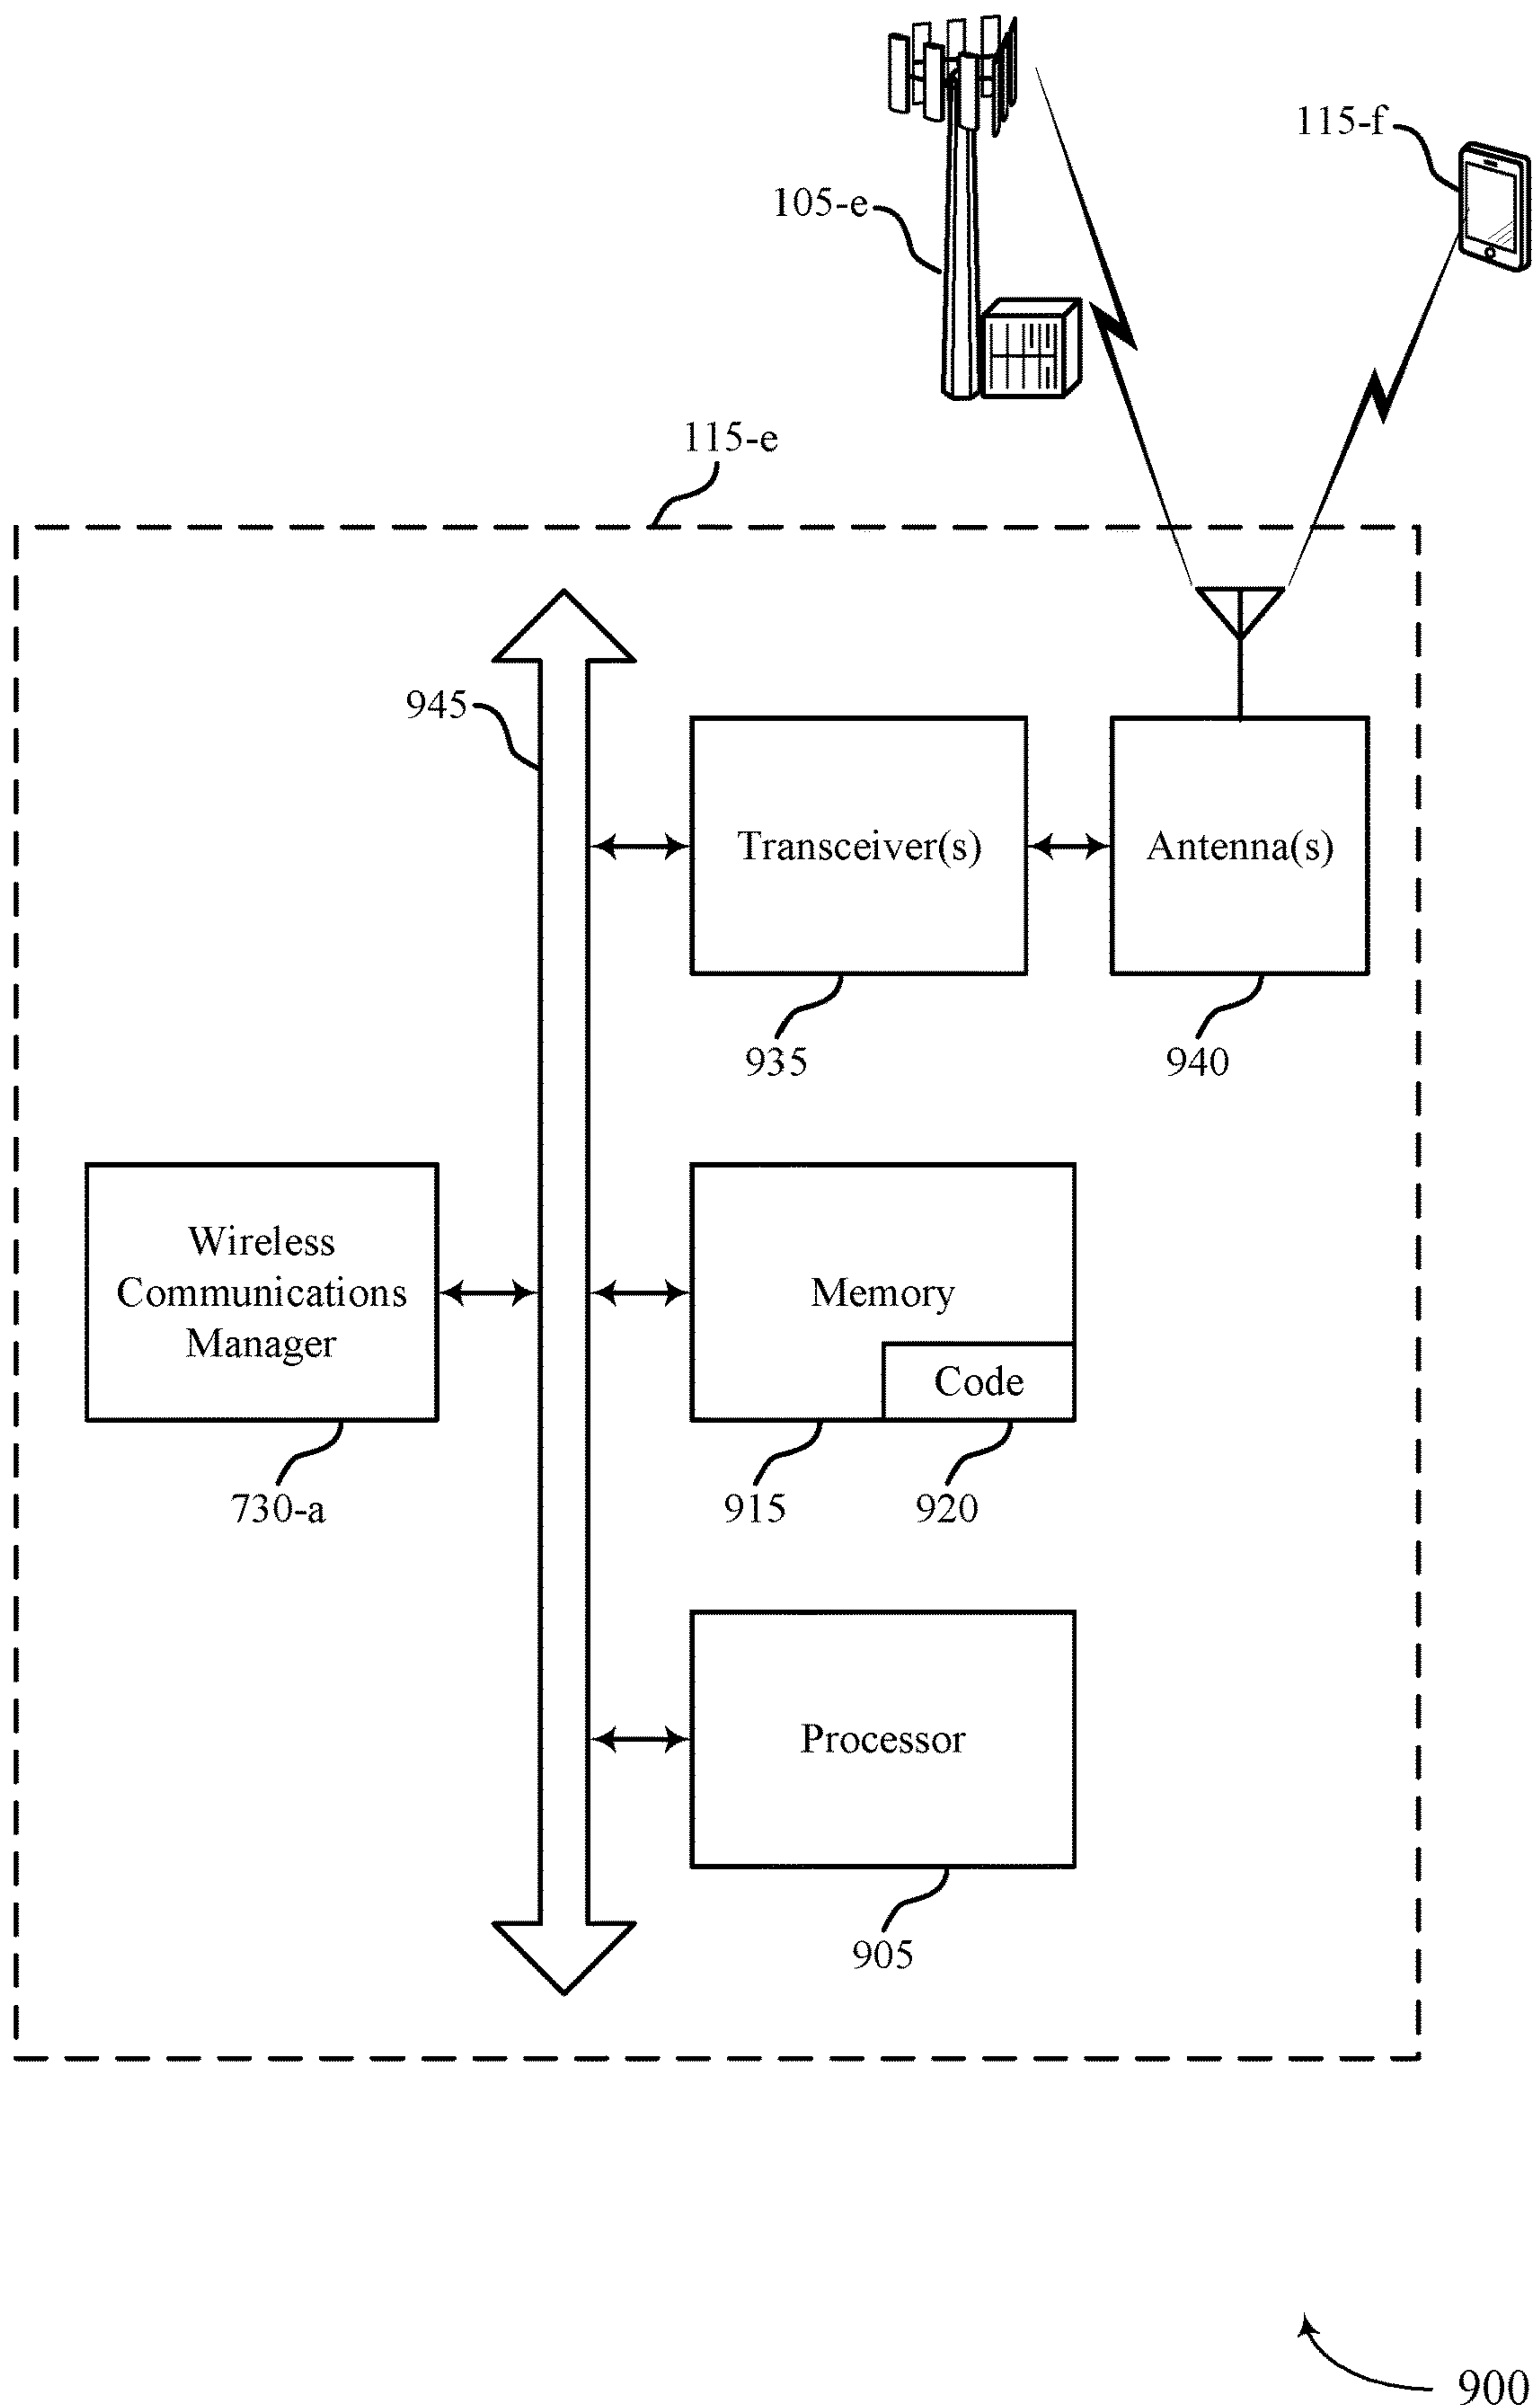 115-f
105-e
115-e
945
Transceiver(s)
Antenna(s)
935
940
Wireless
Communications
Manager
Memory
Code
730-a
915
920
Processor
905
900